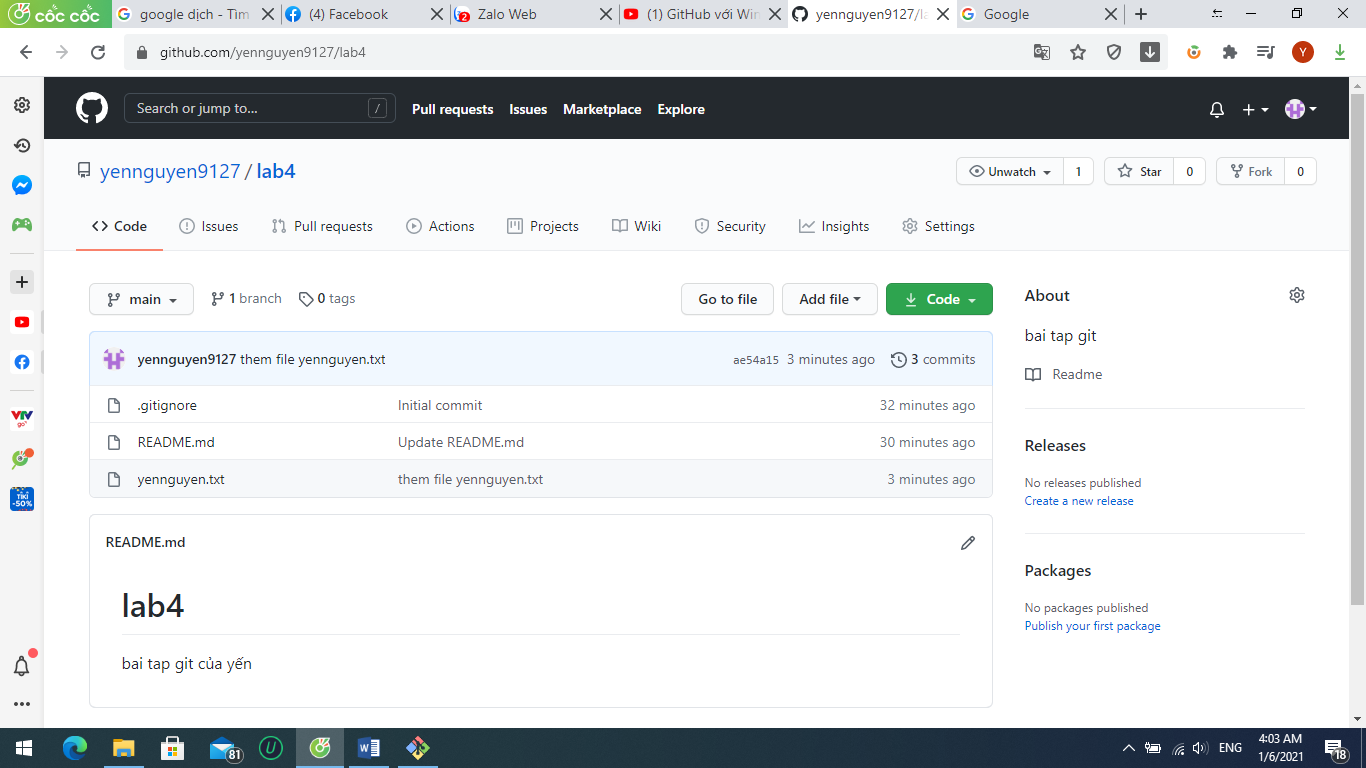 cốc cốc
google dịch - Tìm
(4) Facebook
2
Zalo Web
(1) GitHub với Win
yennguyen9127/la
Google
github.com/yennguyen9127/lab4
Y
Search or jump to...
/
Pull requests
Issues
Marketplace
Explore
yennguyen9127 / lab4
Unwatch
1
Star
0
Fork
0
Code
Issues
Pull requests
Actions
Projects
Wiki
Security
Insights
Settings
main
1 branch
0 tags
Go to file
Add file
Code
About
bai tap git
Readme
yennguyen9127 them file yennguyen.txt
ae54a15 3 minutes ago
3 commits
.gitignore
Initial commit
32 minutes ago
README.md
Update README.md
30 minutes ago
yennguyen.txt
them file yennguyen.txt
3 minutes ago
Releases
No releases published
Create a new release
README.md
lab4
bai tap git của yến
Packages
No packages published
Publish your first package
VTV
go
TIKI
-50%
81
ENG
4:03 AM
1/6/2021
18